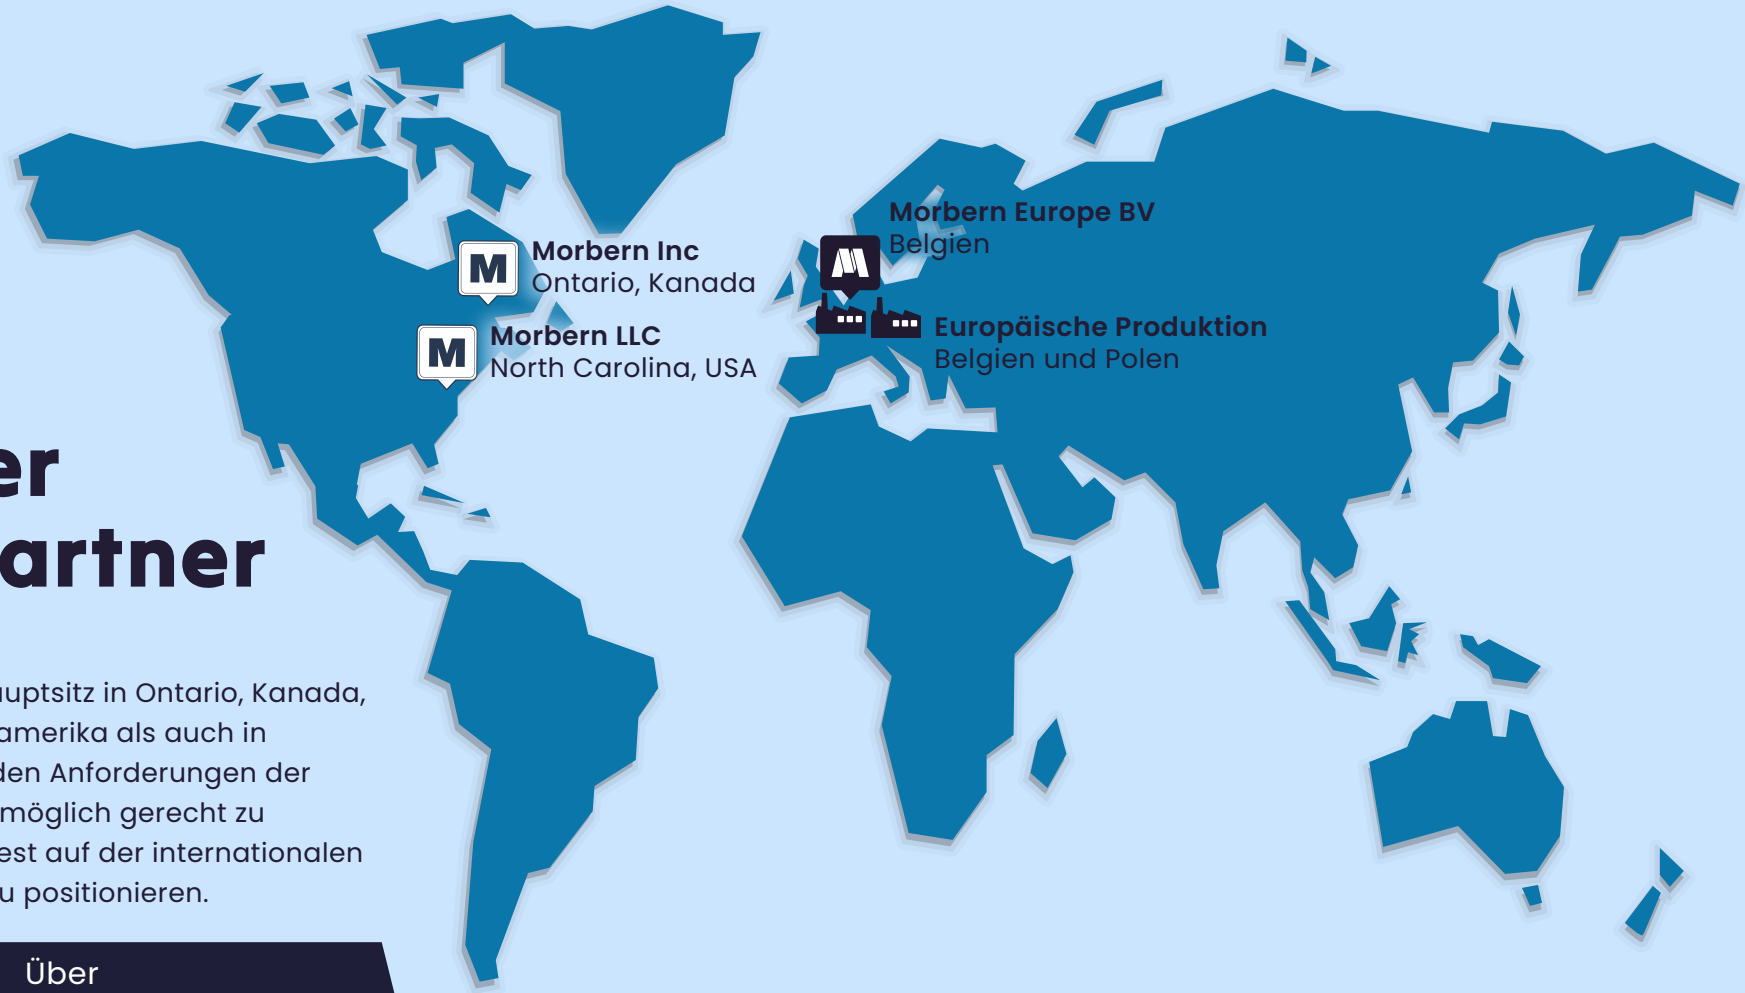 Morbern Europe BV
Belgien
Morbern Inc
Ontario, Kanada
M
Europäische Produktion
Belgien und Polen
Morbern LLC
North Carolina, USA
M
er
artner
uptsitz in Ontario, Kanada,
amerika als auch in
den Anforderungen der
möglich gerecht zu
est auf der internationalen
u positionieren.
Über